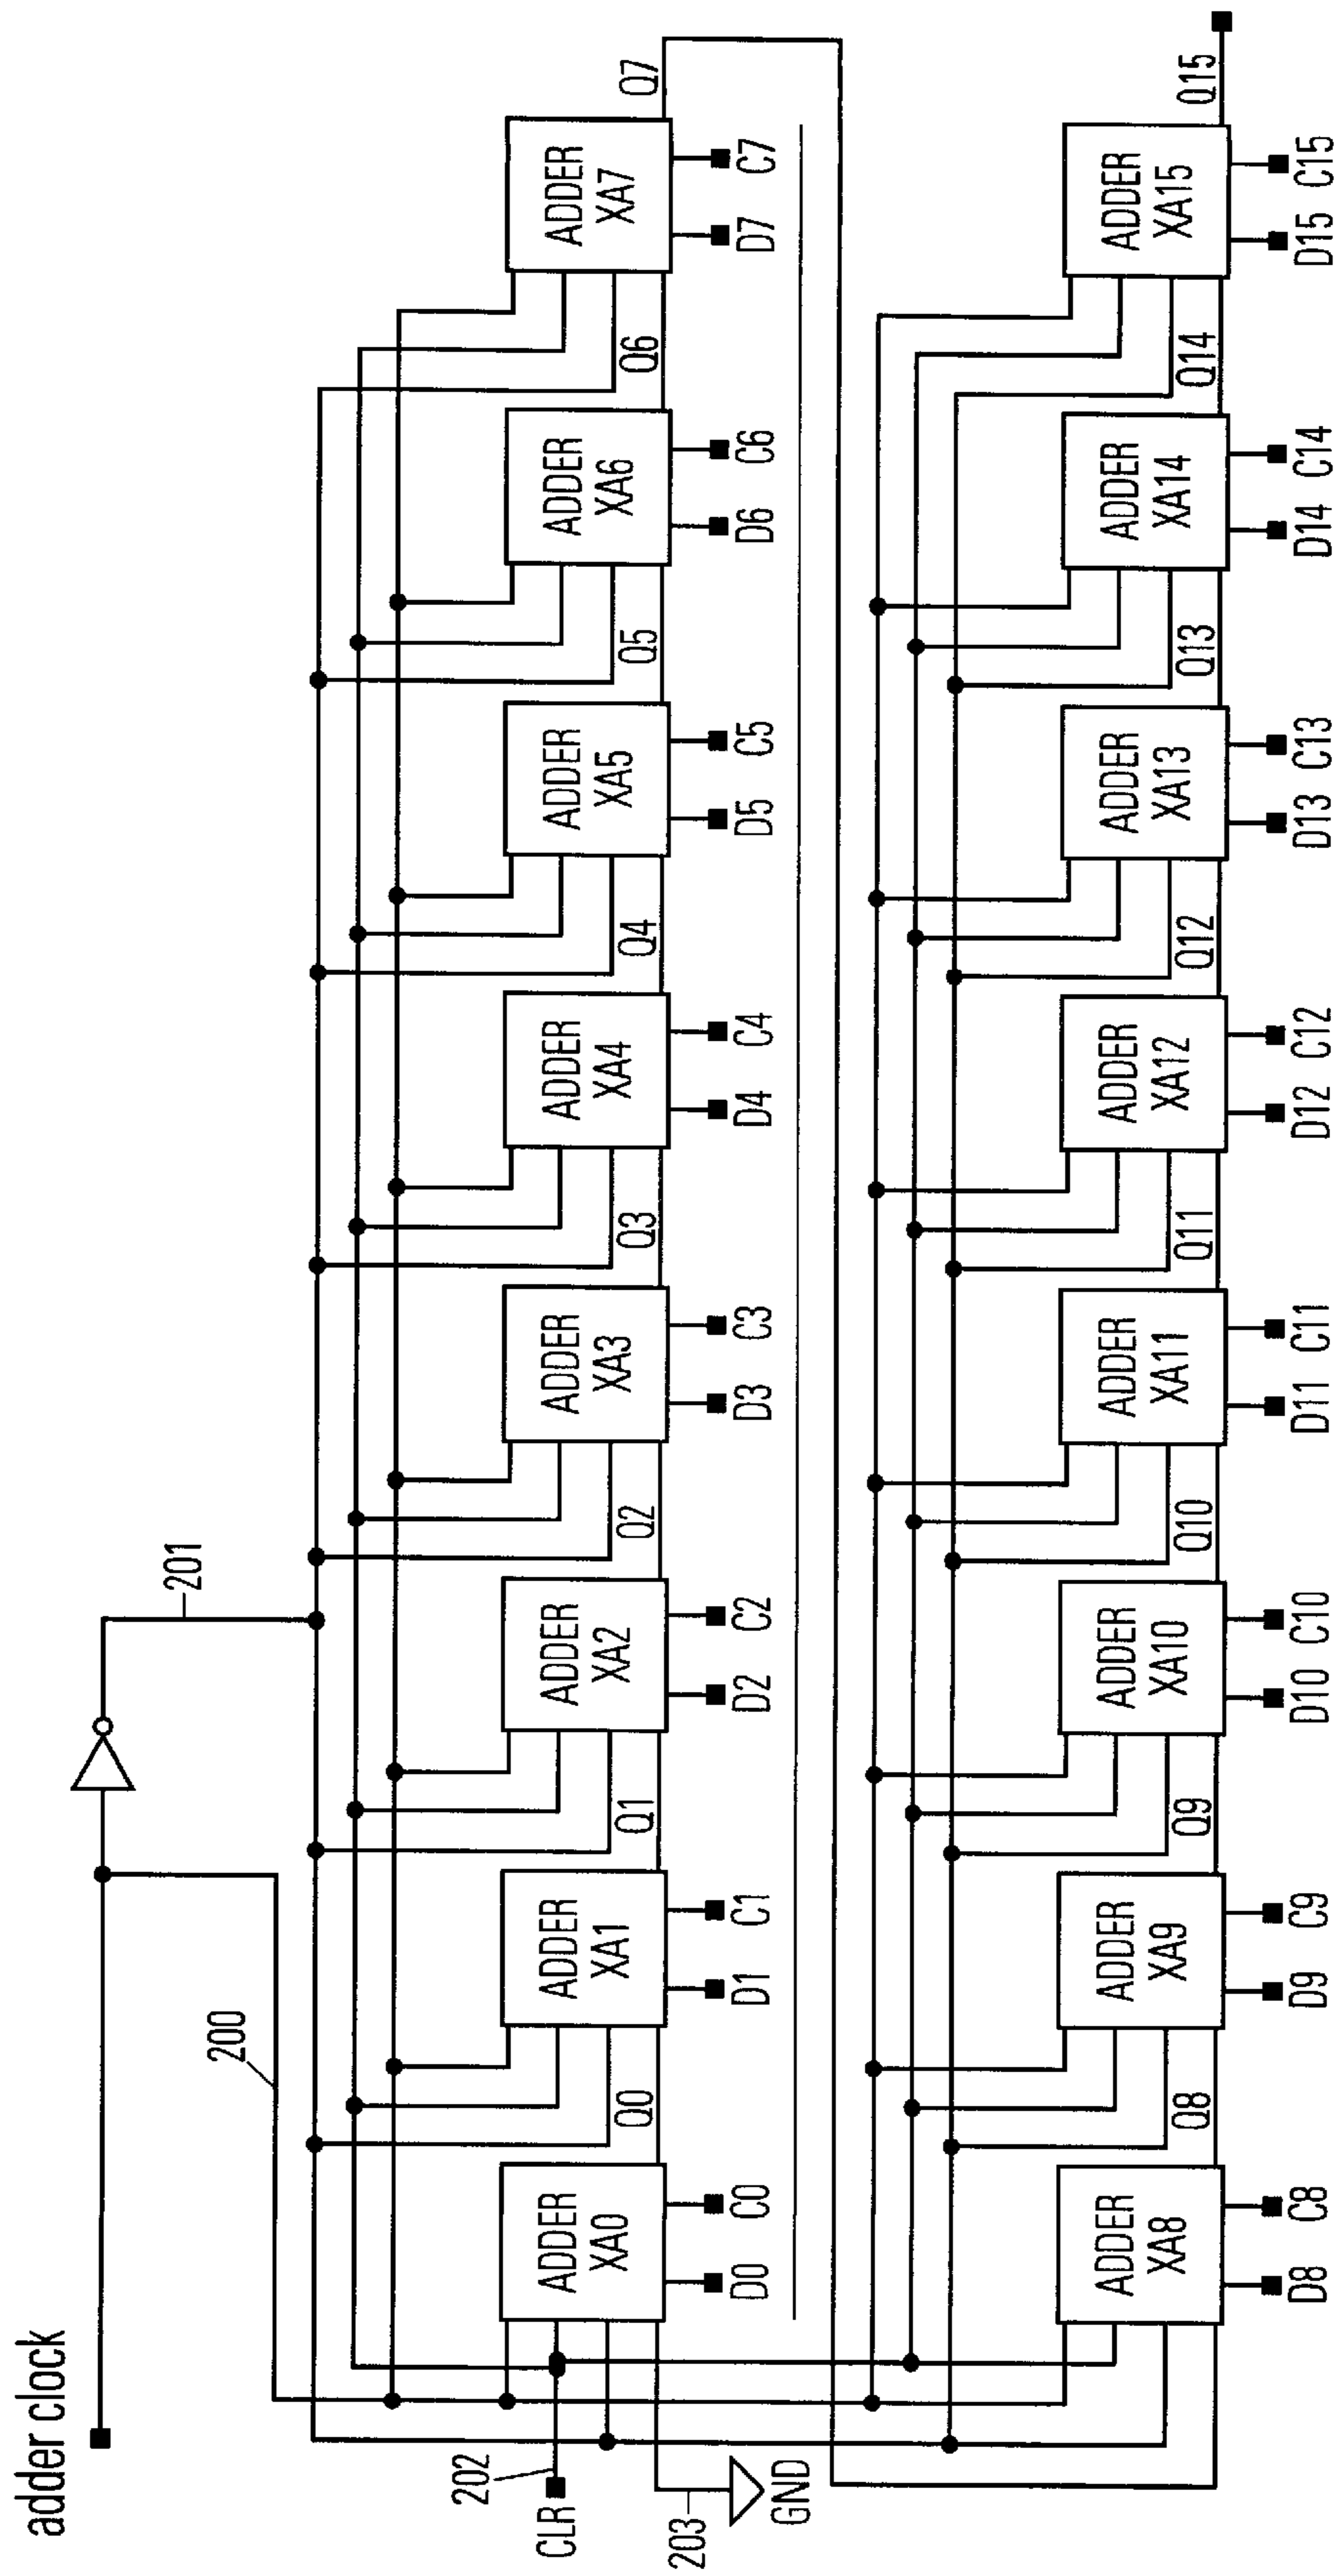 adder clock
200
201
202
CLR
203
GND
ADDER
XA0
D0
C0
Q0
ADDER
XA1
D1
C1
Q1
ADDER
XA2
D2
C2
Q2
ADDER
XA3
D3
C3
Q3
ADDER
XA4
D4
C4
Q4
ADDER
XA5
D5
C5
Q5
ADDER
XA6
D6
C6
Q6
ADDER
XA7
D7
C7
Q7
ADDER
XA8
D8
C8
Q8
ADDER
XA9
D9
C9
Q9
ADDER
XA10
D10
C10
Q10
ADDER
XA11
D11
C11
Q11
ADDER
XA12
D12
C12
Q12
ADDER
XA13
D13
C13
Q13
ADDER
XA14
D14
C14
Q14
ADDER
XA15
D15
C15
Q15